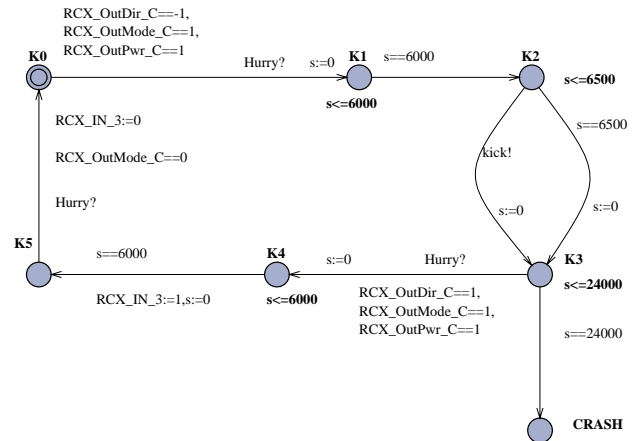 RCX_OutDir_C==-1,
RCX_OutMode_C==1,
RCX_OutPwr_C==1
K0
Hurry?
s:=0
K1
s==6000
K2
s<=6000
s<=6500
RCX_IN_3:=0
s==6500
RCX_OutMode_C==0
kick!
Hurry?
s:=0
s:=0
K5
s==6000
K4
s:=0
Hurry?
K3
s<=24000
RCX_IN_3:=1,s:=0
s<=6000
RCX_OutDir_C==1,
RCX_OutMode_C==1,
RCX_OutPwr_C==1
s==24000
CRASH